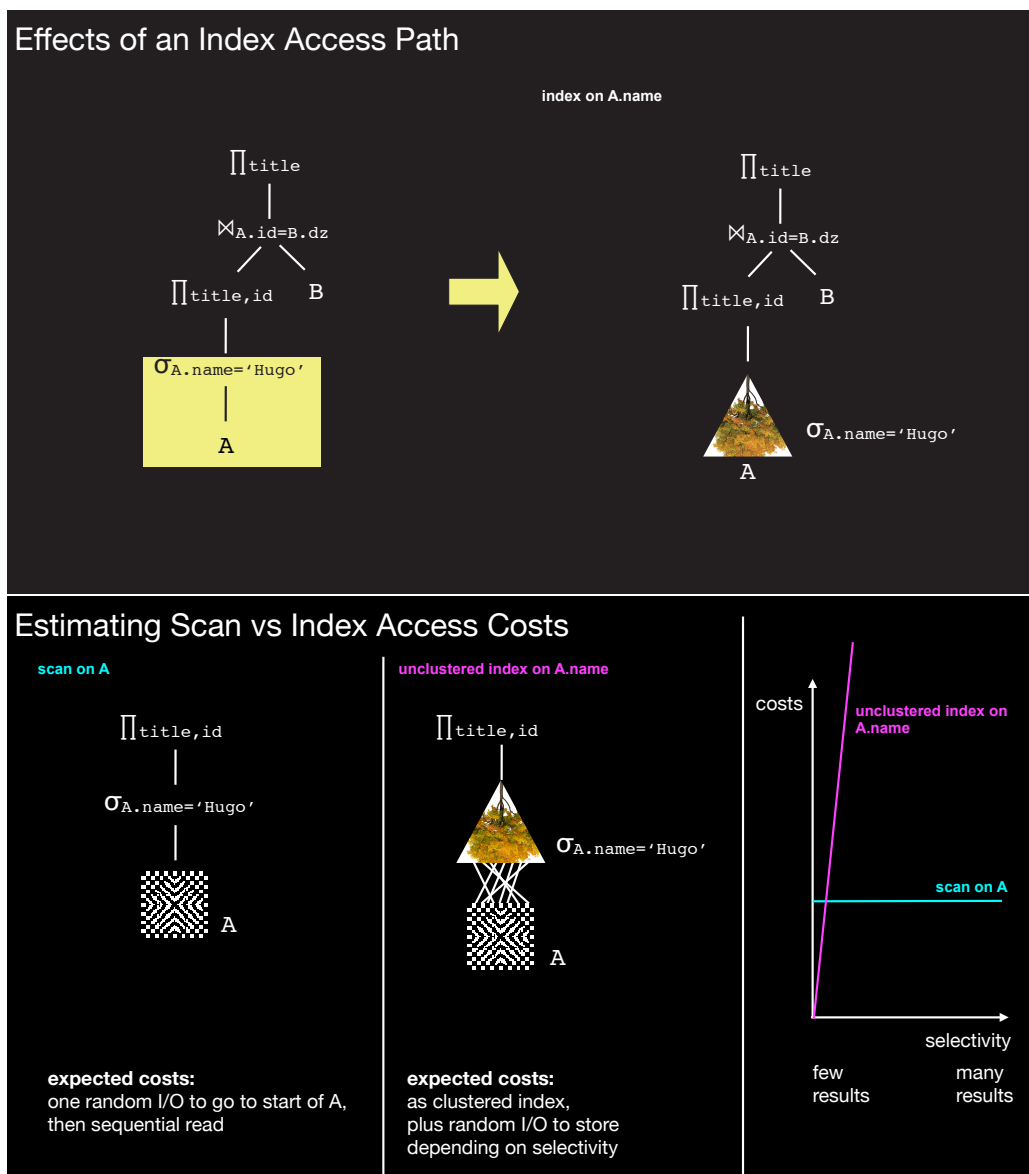 Effects of an Index Access Path
index on A.name
∏title
∏title
⋈A.id=B.dz
⋈A.id=B.dz
∏title,id B
∏title,id B
σA.name=‘Hugo’
A
σA.name=‘Hugo’
A
Estimating Scan vs Index Access Costs
scan on A
∏title,id
σA.name=‘Hugo’
A
expected costs:
one random I/O to go to start of A,
then sequential read
unclustered index on A.name
∏title,id
σA.name=‘Hugo’
A
expected costs:
as clustered index,
plus random I/O to store
depending on selectivity
costs
unclustered index on
A.name
scan on A
selectivity
few
results
many
results